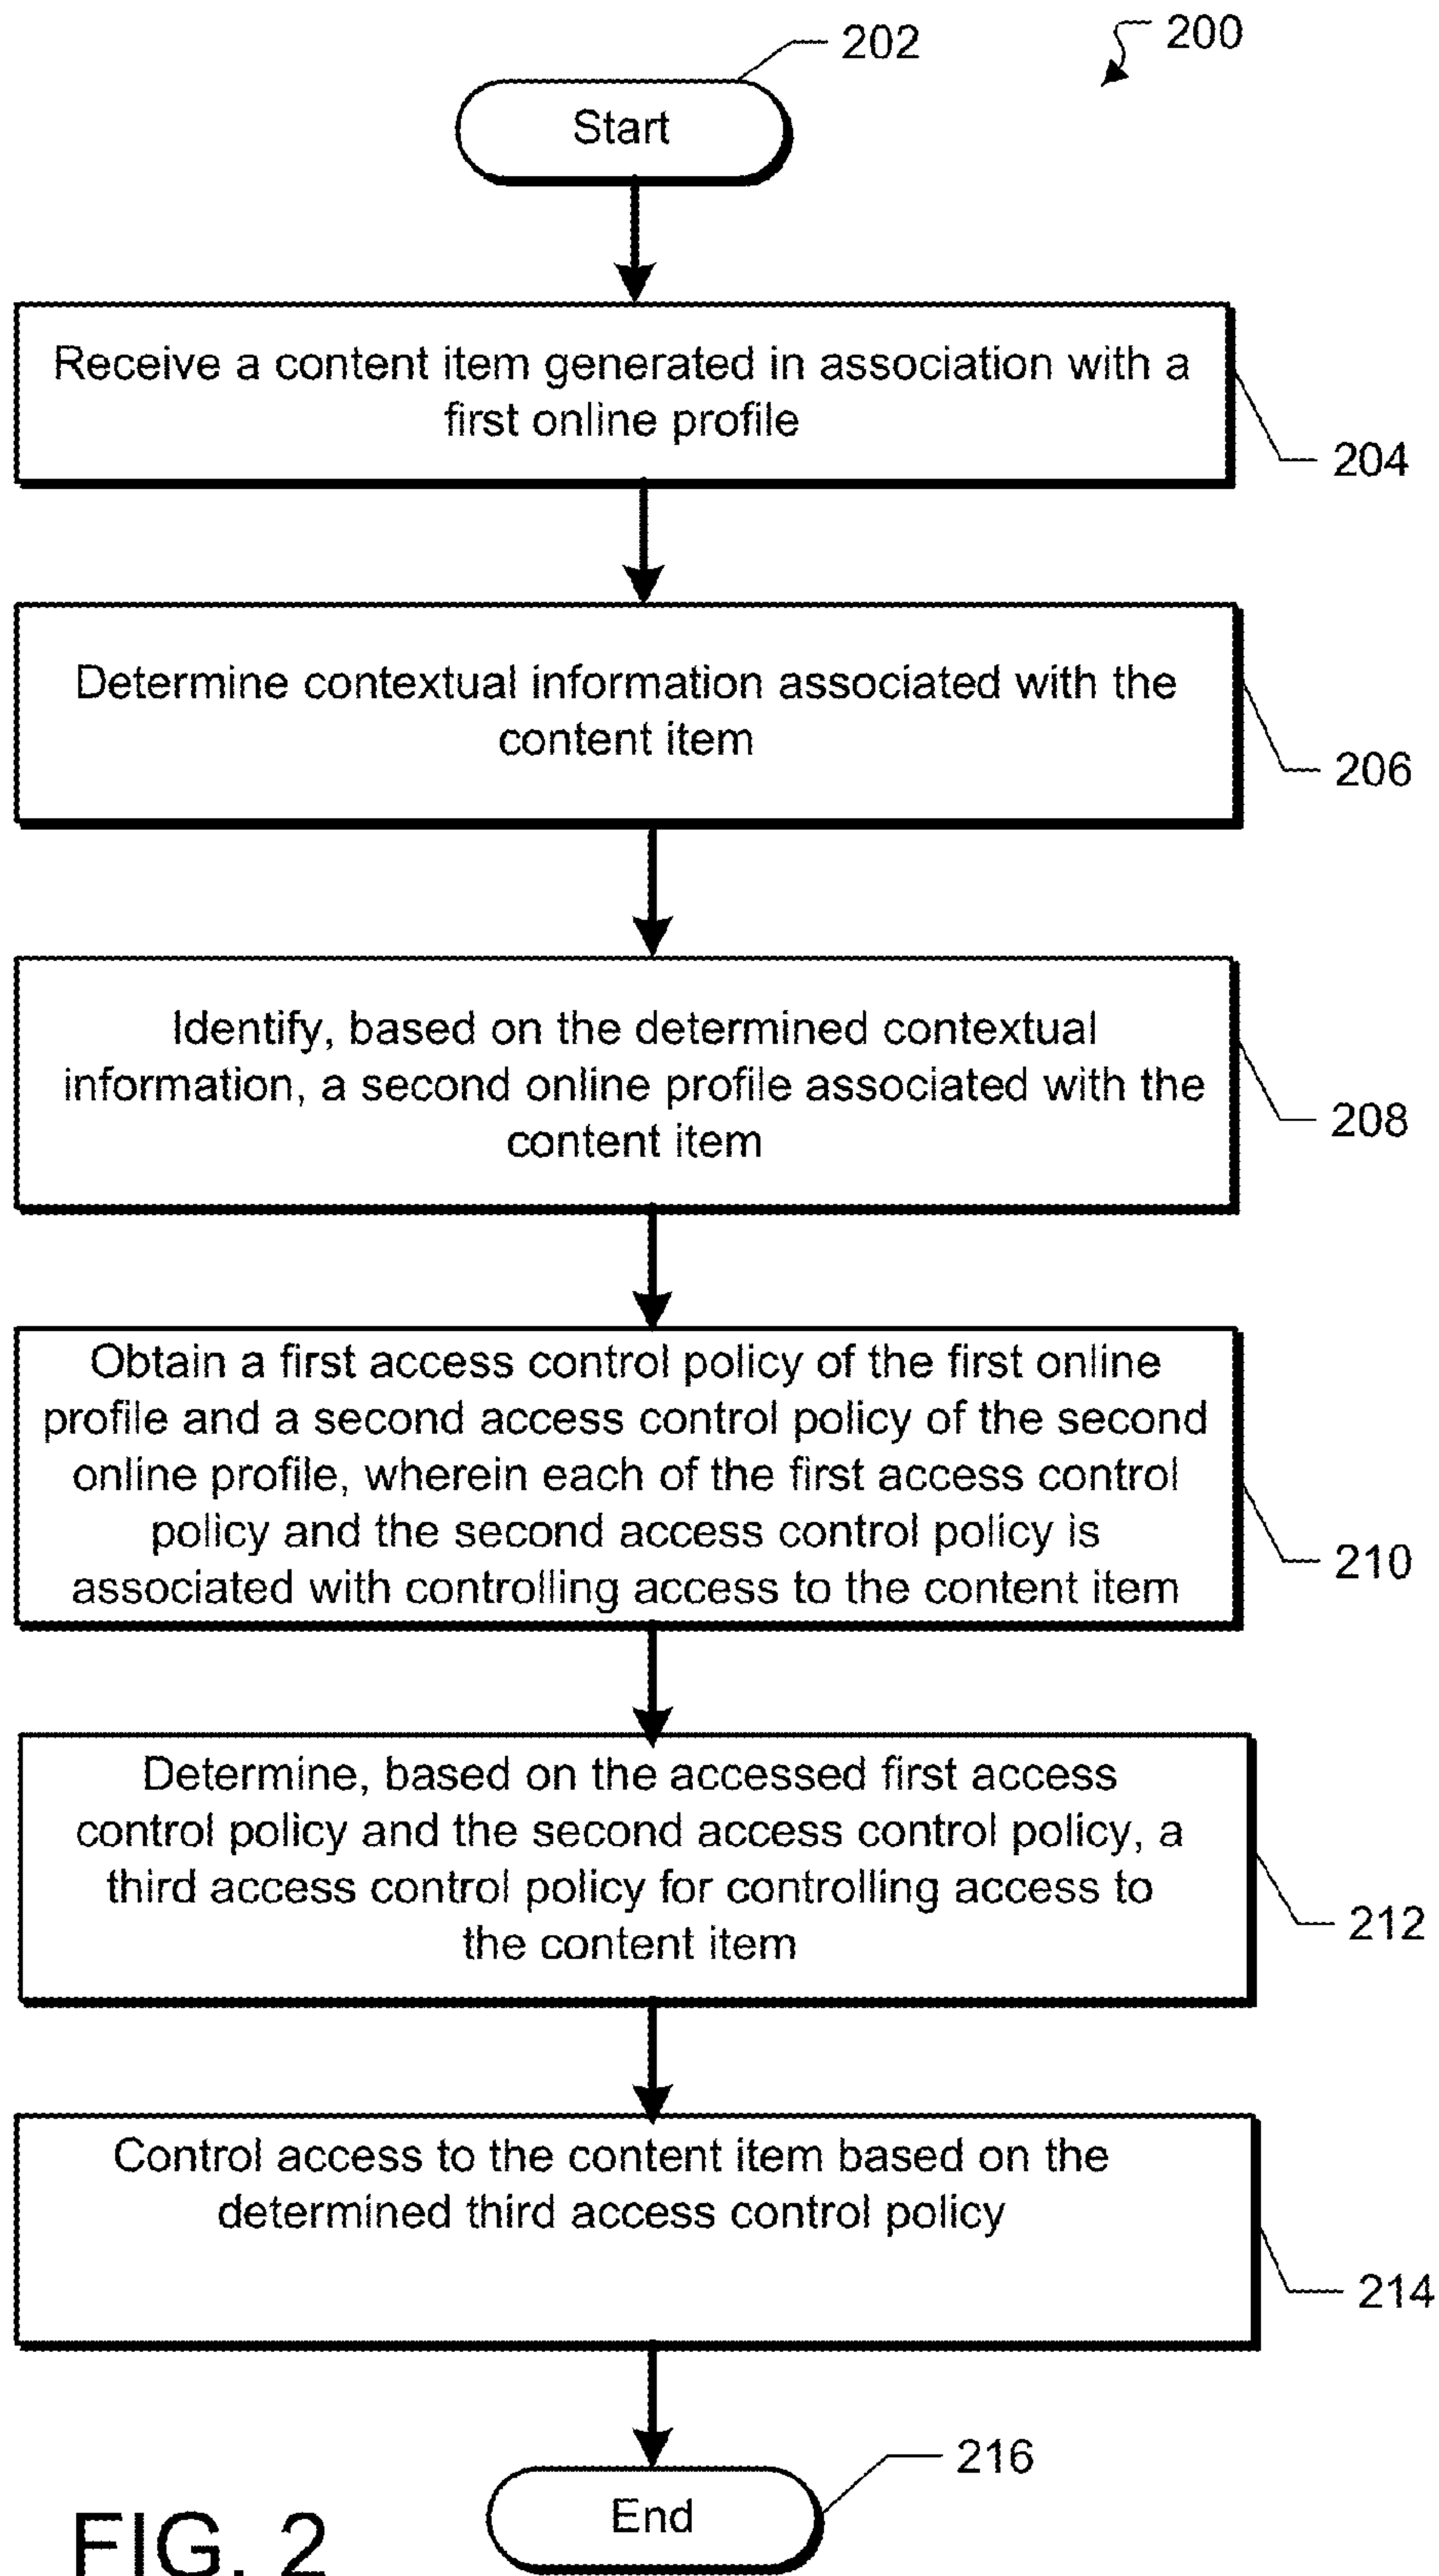 202
200
Start
Receive a content item generated in association with a
first online profile
204
Determine contextual information associated with the
content item
206
Identify, based on the determined contextual
information, a second online profile associated with the
content item
208
Obtain a first access control policy of the first online
profile and a second access control policy of the second
online profile, wherein each of the first access control
policy and the second access control policy is
associated with controlling access to the content item
210
Determine, based on the accessed first access
control policy and the second access control policy, a
third access control policy for controlling access to
the content item
212
Control access to the content item based on the
determined third access control policy
214
216
End
FIG. 2